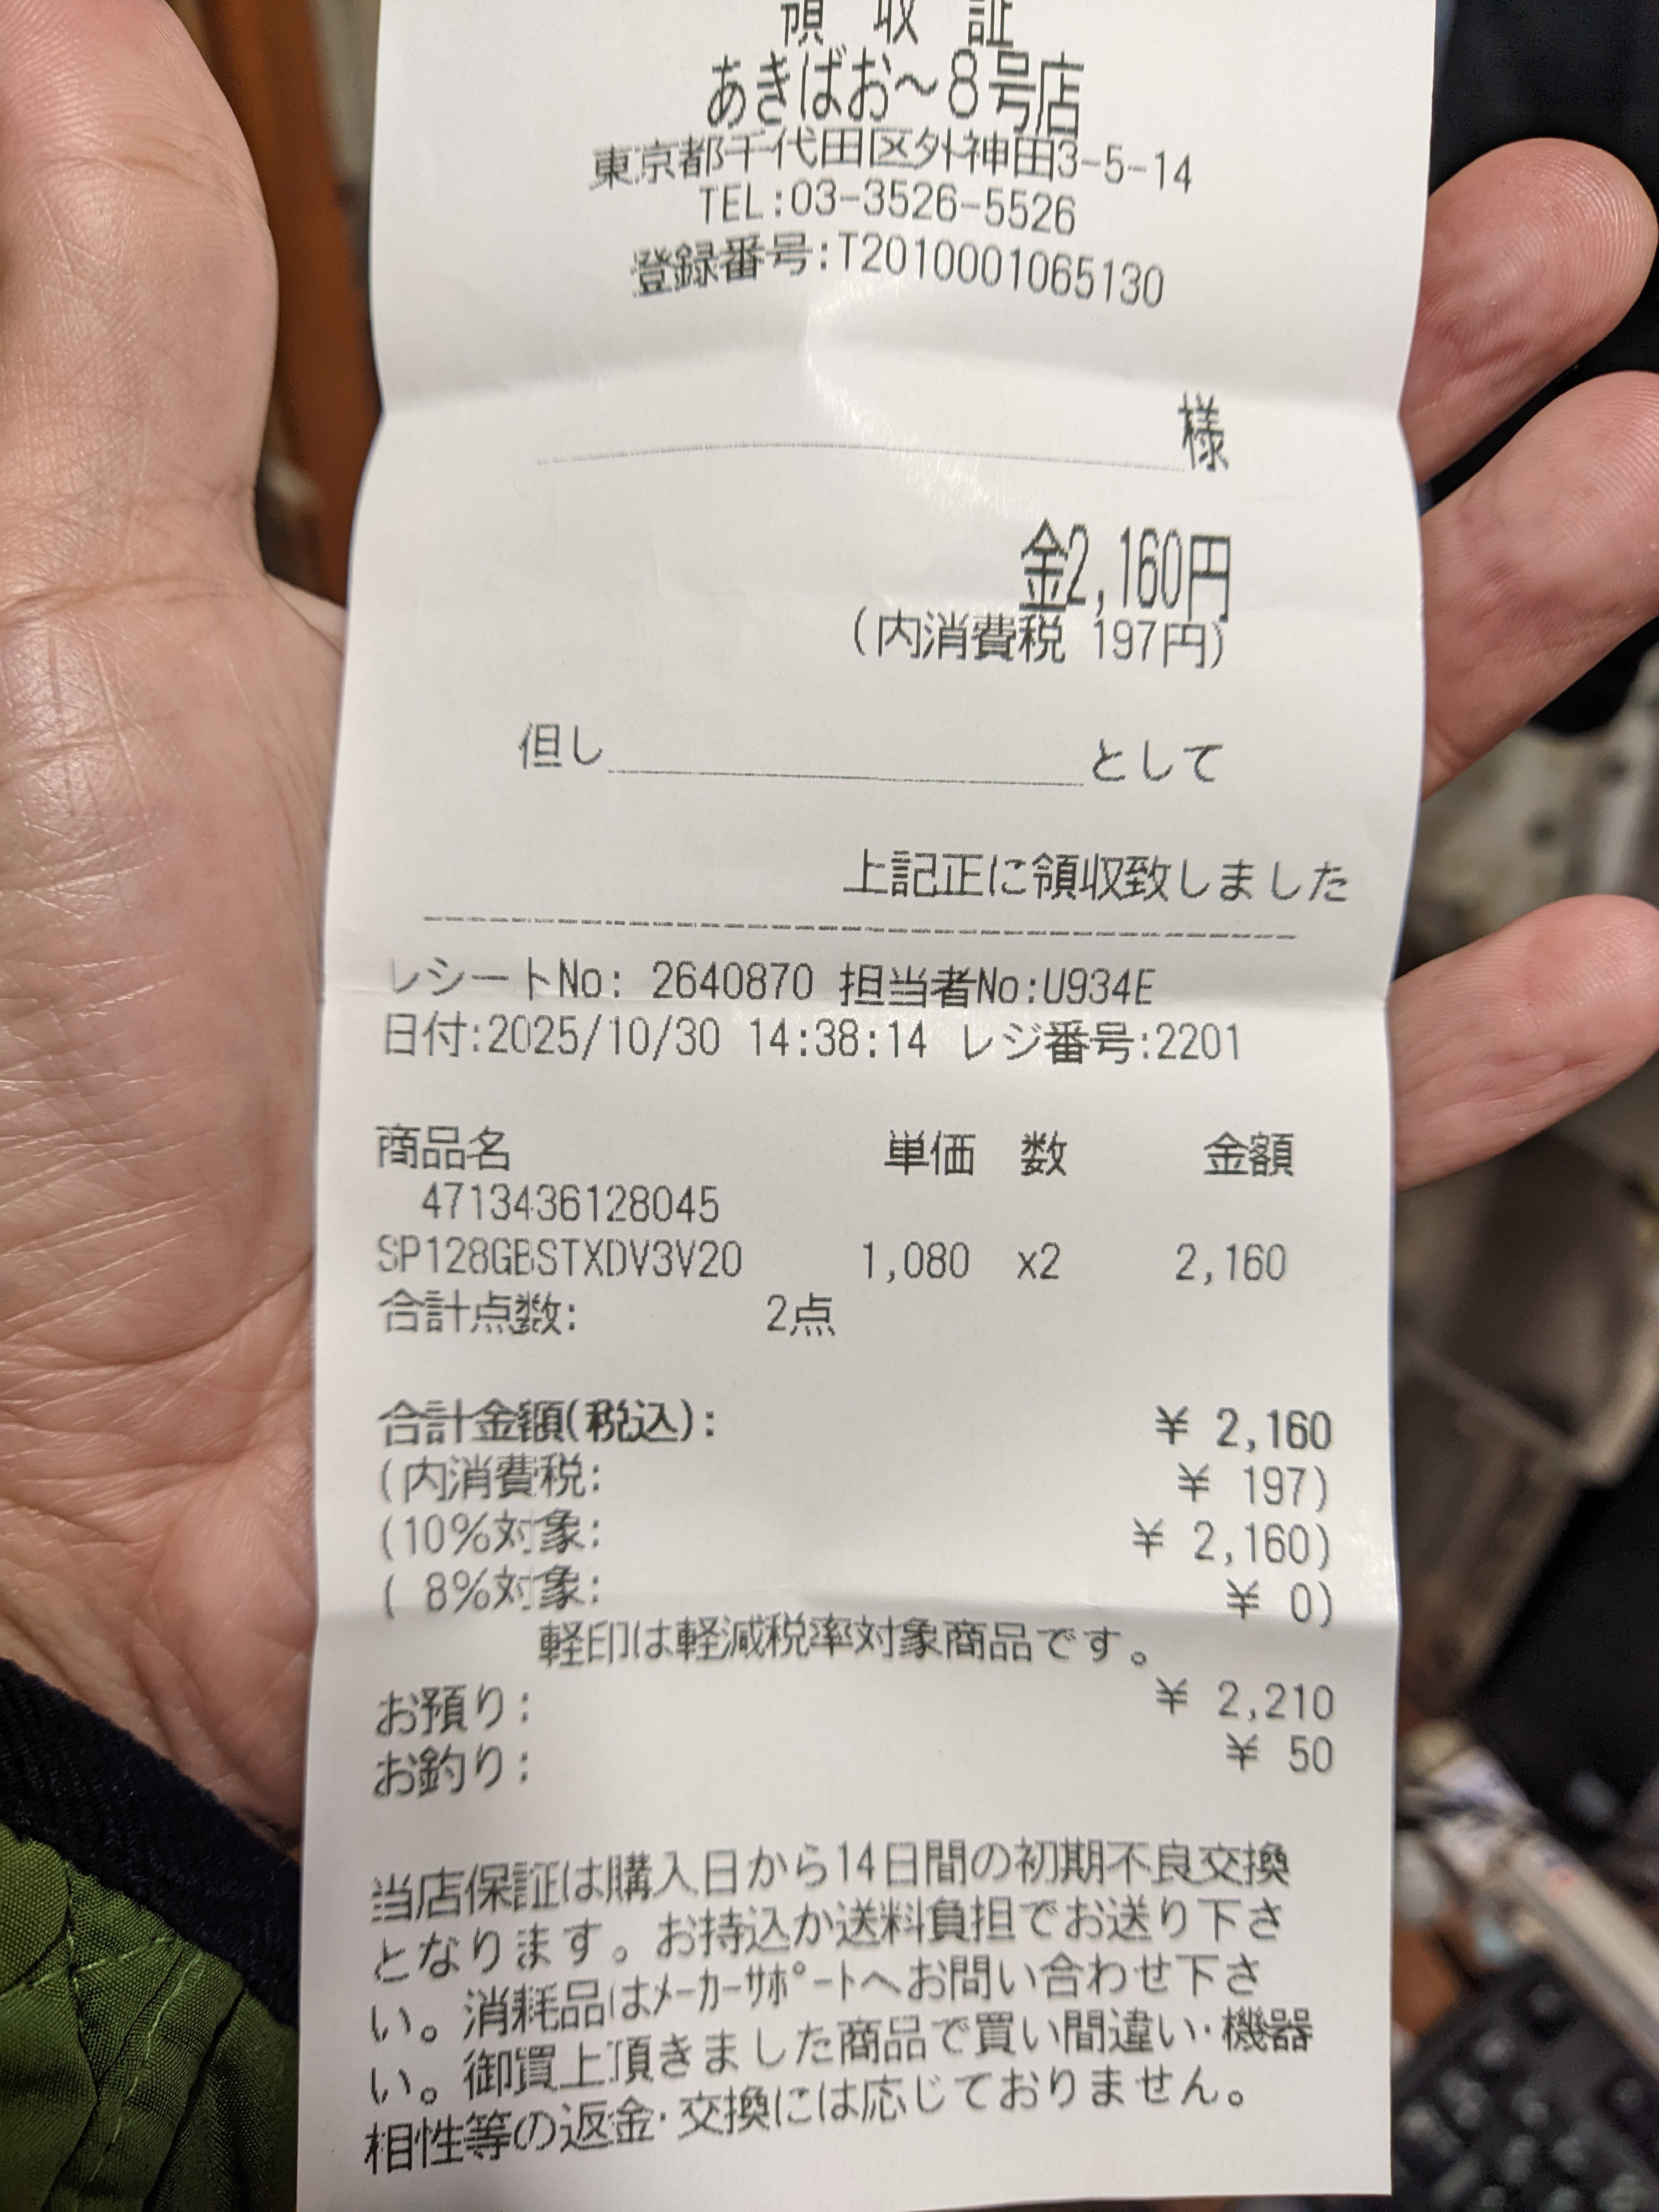 領 収 証
あきばお～8号店
東京都千代田区外神田3-5-14
TEL:03-3526-5526
登録番号:T2010001065130
様
金2,160円
(内消費税 197円)
但し として
上記正に領収致しました
レシートNo: 2640870 担当者No:U934E
日付:2025/10/30 14:38:14 レジ番号:2201
商品名 単価 数 金額
4713436128045
SP128GBSTXDV3V20 1,080 x2 2,160
合計点数: 2点
合計金額(税込): ¥ 2,160
(内消費税: ¥ 197)
(10%対象: ¥ 2,160)
( 8%対象: ¥ 0)
軽印は軽減税率対象商品です。
お預り: ¥ 2,210
お釣り: ¥ 50
当店保証は購入日から14日間の初期不良交換
となります。お持込か送料負担でお送り下さ
い。消耗品はﾒｰｶｰｻﾎﾟｰﾄへお問い合わせ下さ
い。御買上頂きました商品で買い間違い･機器
相性等の返金･交換には応じておりません。